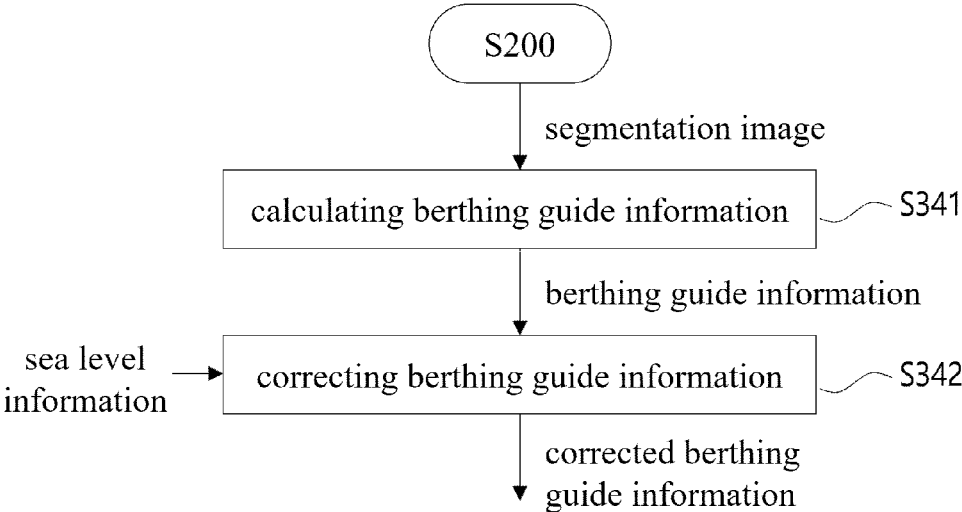 S200
segmentation image
calculating berthing guide information
S341
berthing guide information
sea level
information
correcting berthing guide information
S342
corrected berthing
guide information